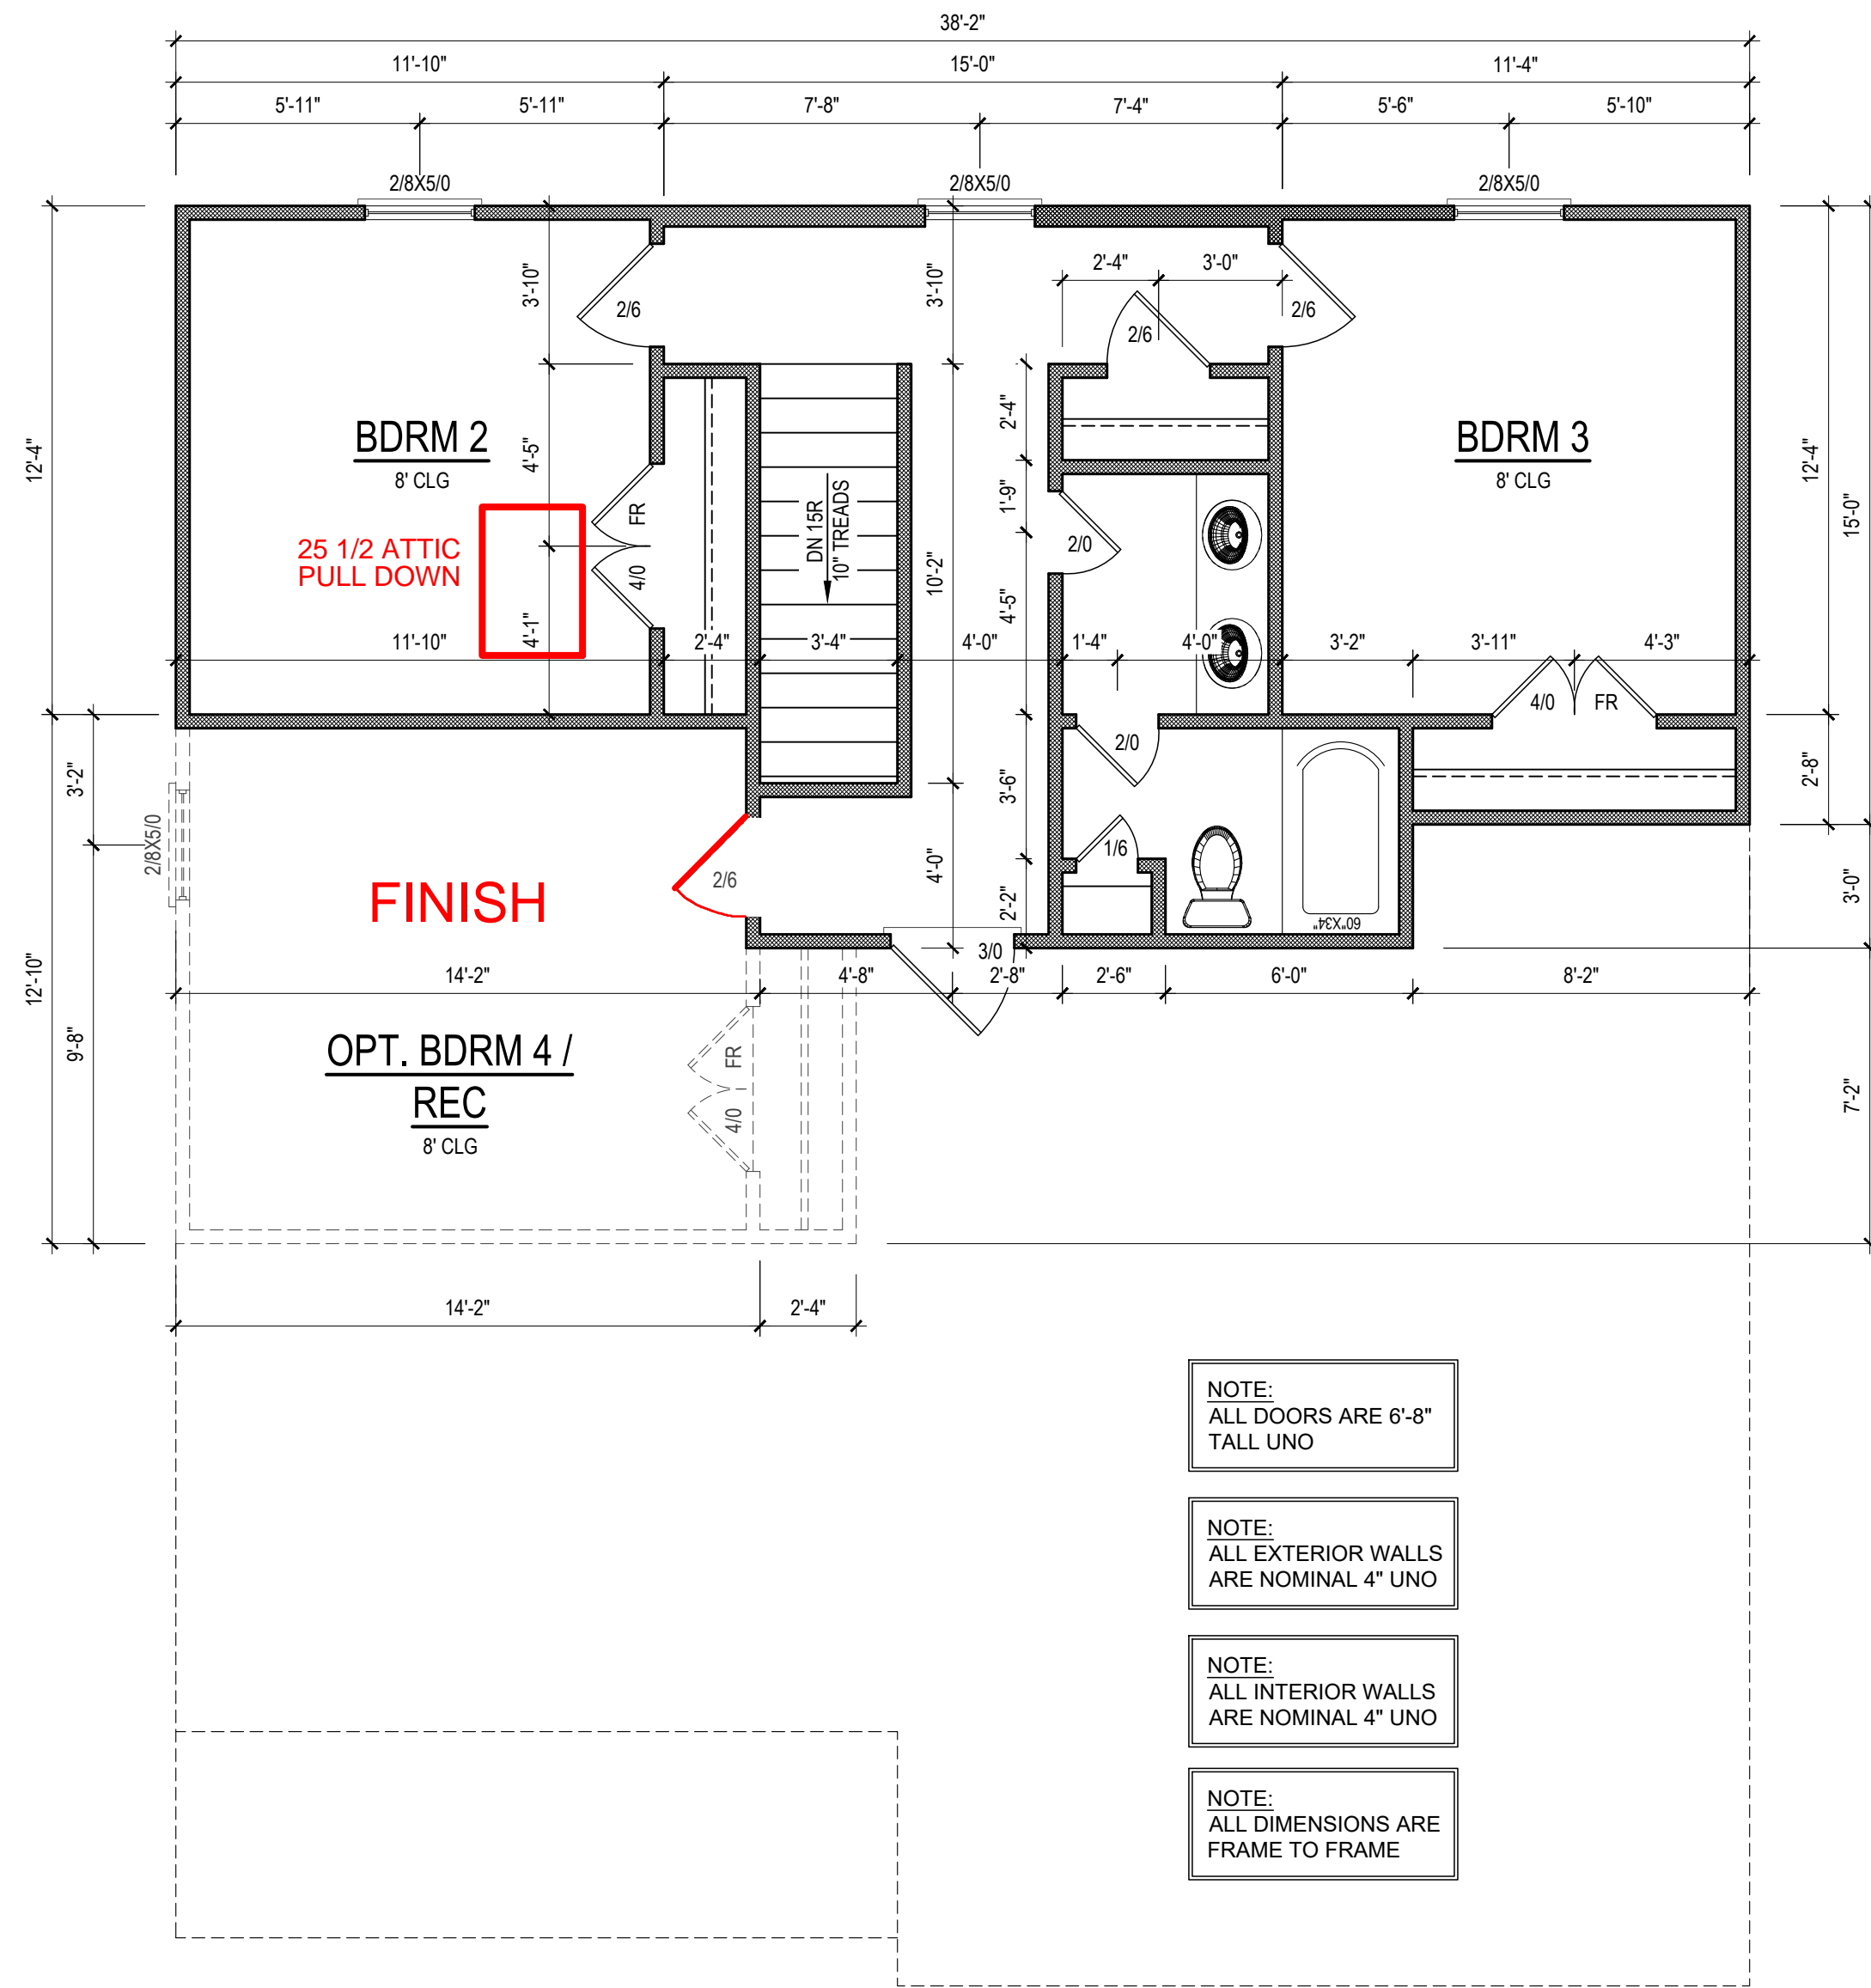 38'-2"
11'-10" 15'-0" 11'-4"
5'-11" 5'-11" 7'-8" 7'-4" 5'-6" 5'-10"
2/8X5/0 2/8X5/0 2/8X5/0
3'-10" 3'-10" 2'-4" 3'-0"
2/6 2/6 2/6
12'-4"
BDRM 2
8' CLG
4'-5"
FR
4/0
4'-1"
25 1/2 ATTIC
PULL DOWN
DN 15R
10" TREADS
10'-2"
2'-4"
1'-9"
4'-5"
2/0
BDRM 3
8' CLG
12'-4"
15'-0"
11'-10" 2'-4" 3'-4" 4'-0" 1'-4" 4'-0" 3'-2" 3'-11" 4'-3"
4/0 FR
2/0
3'-2"
2/8X5/0
3'-6"
2'-8"
1/6
FINISH
2/6
4'-0"
2'-2"
60"X34"
3'-0"
3/0
12'-10"
9'-8"
14'-2" 4'-8" 2'-8" 2'-6" 6'-0" 8'-2"
OPT. BDRM 4 /
REC
8' CLG
FR
4/0
7'-2"
14'-2" 2'-4"
NOTE:
ALL DOORS ARE 6'-8"
TALL UNO
NOTE:
ALL EXTERIOR WALLS
ARE NOMINAL 4" UNO
NOTE:
ALL INTERIOR WALLS
ARE NOMINAL 4" UNO
NOTE:
ALL DIMENSIONS ARE
FRAME TO FRAME